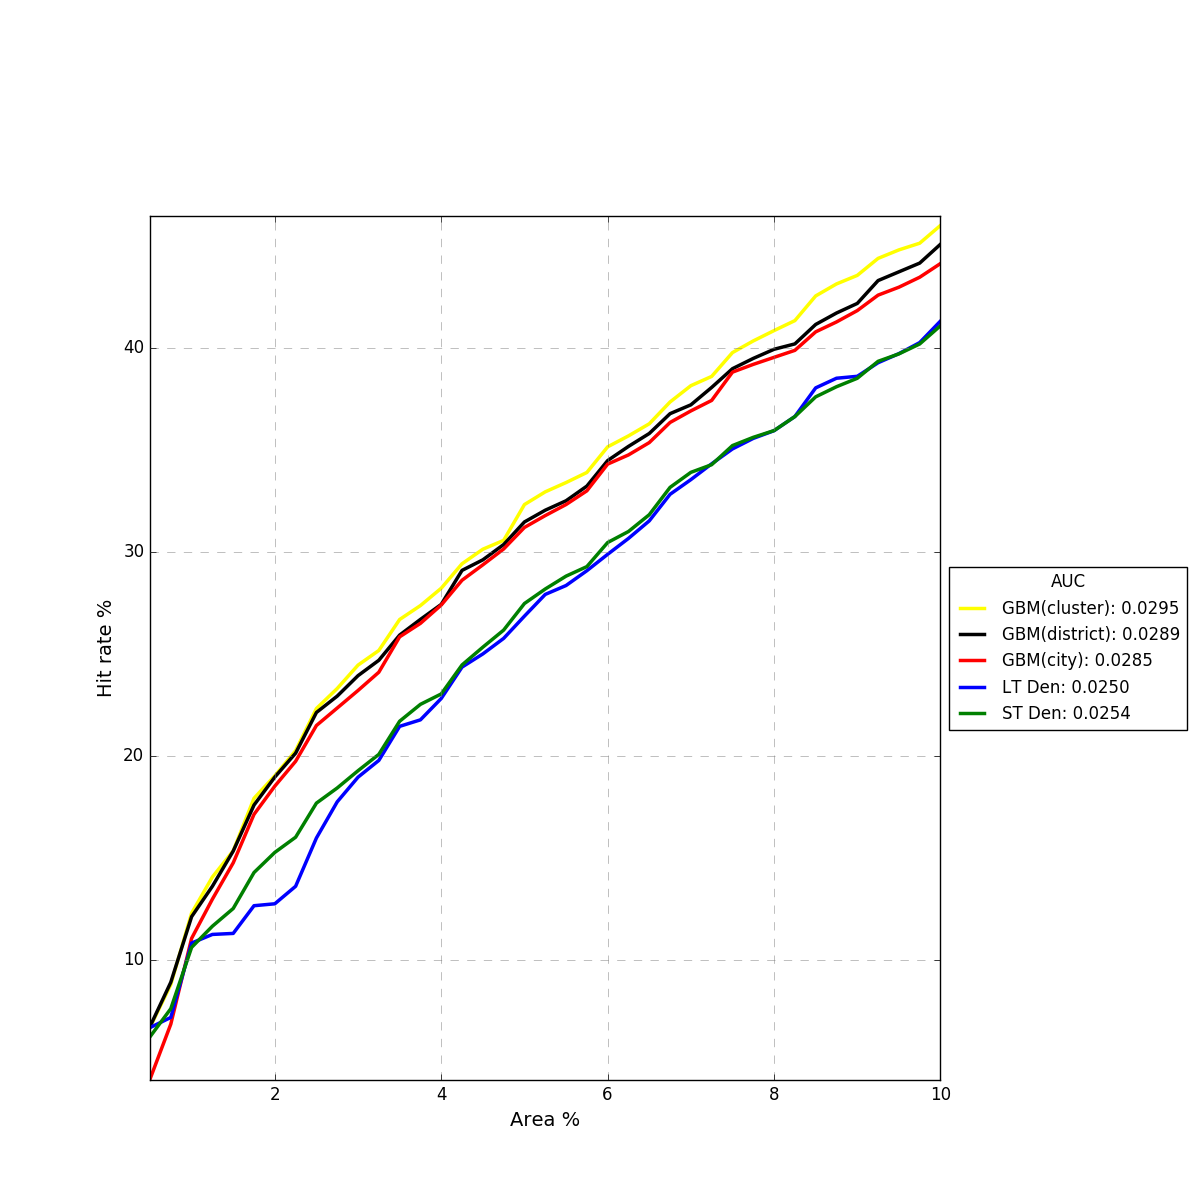 40
30
20
10
Hit rate %
2 4 6 8 10
Area %
AUC
GBM(cluster): 0.0295
GBM(district): 0.0289
GBM(city): 0.0285
LT Den: 0.0250
ST Den: 0.0254